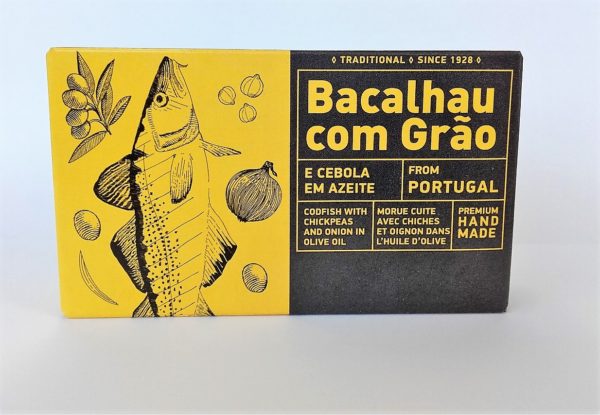 ◊ TRADITIONAL ◊ SINCE 1928 ◊
Bacalhau
com Grão
E CEBOLA
EM AZEITE
FROM
PORTUGAL
CODFISH WITH
CHICKPEAS
AND ONION IN
OLIVE OIL
MORUE CUITE
AVEC CHICHES
ET OIGNON DANS
L'HUILE D'OLIVE
PREMIUM
HAND
MADE